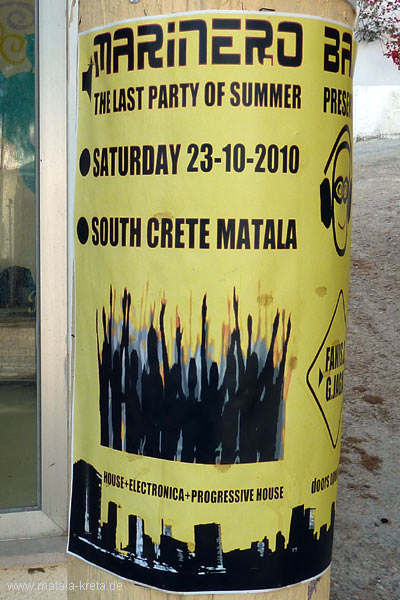 MARINERO BA
THE LAST PARTY OF SUMMER PRESEN
SATURDAY 23-10-2010
SOUTH CRETE MATALA
HOUSE+ELECTRONICA+PROGRESSIVE HOUSE
doors
www.matala-kreta.de